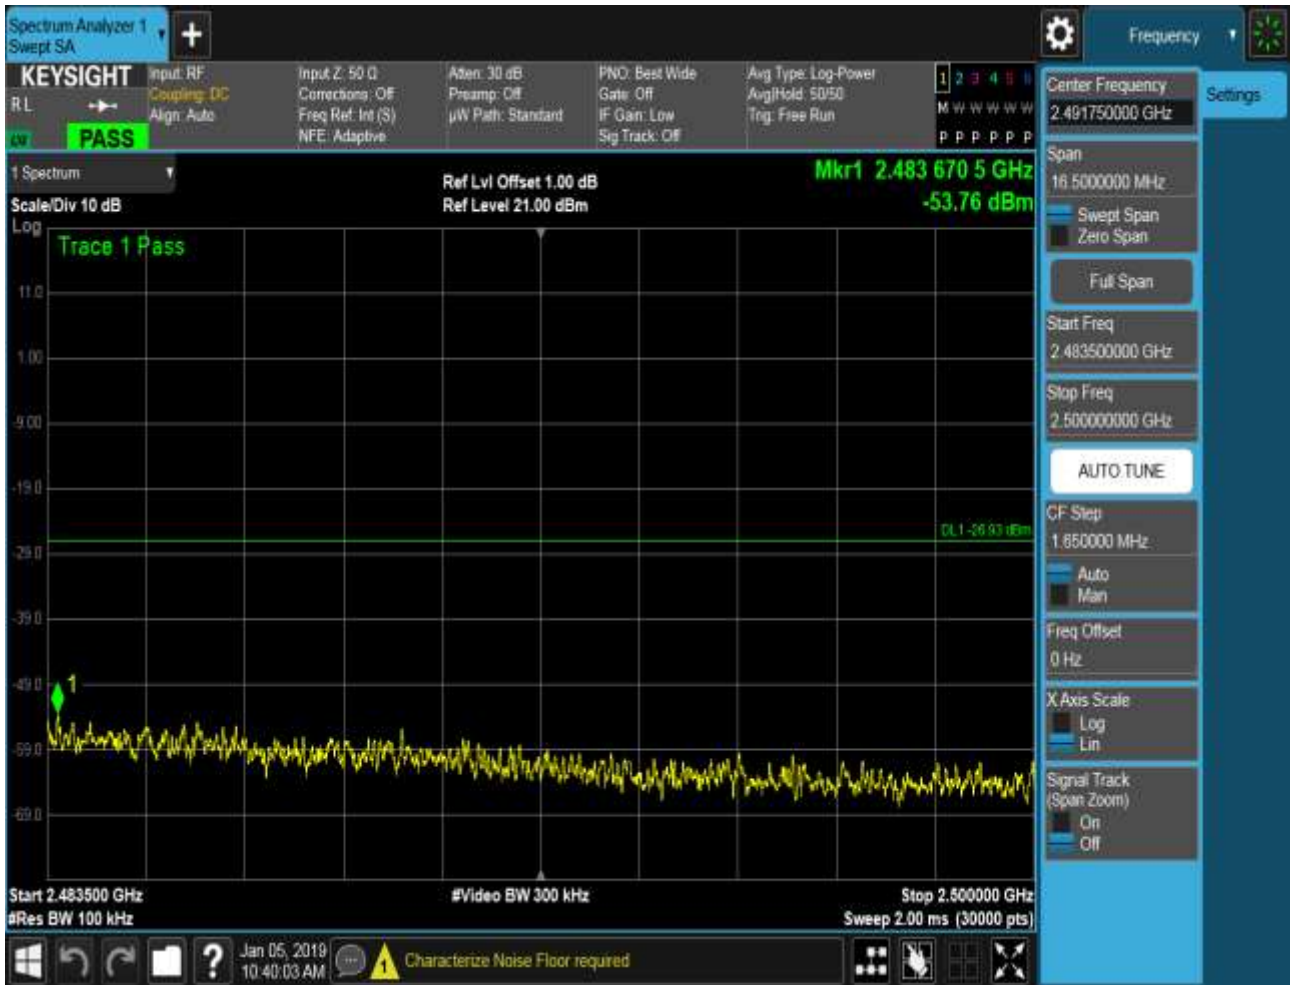 Spectrum Analyzer 1
Swept SA
+
Frequency
KEYSIGHT
R L
PASS
Input: RF
Coupling: DC
Align: Auto
Input Z: 50 Ω
Corrections: Off
Freq Ref: Int (S)
NFE: Adaptive
Atten: 30 dB
Preamp: Off
µW Path: Standard
PNO: Best Wide
Gate: Off
IF Gain: Low
Sig Track: Off
Avg Type: Log-Power
Avg|Hold: 50/50
Trig: Free Run
1 2 3 4 5 6
M W W W W W
P P P P P P
1 Spectrum
Scale/Div 10 dB
Ref Lvl Offset 1.00 dB
Ref Level 21.00 dBm
Mkr1 2.483 670 5 GHz
-53.76 dBm
Log
Trace 1 Pass
11.0
1.00
-9.00
-19.0
DL1 -26.93 dBm
-29.0
-39.0
-49.0
1
-59.0
-69.0
Start 2.483500 GHz
#Video BW 300 kHz
Stop 2.500000 GHz
#Res BW 100 kHz
Sweep 2.00 ms (30000 pts)
Center Frequency
2.491750000 GHz
Settings
Span
16.5000000 MHz
Swept Span
Zero Span
Full Span
Start Freq
2.483500000 GHz
Stop Freq
2.500000000 GHz
AUTO TUNE
CF Step
1.650000 MHz
Auto
Man
Freq Offset
0 Hz
X Axis Scale
Log
Lin
Signal Track
(Span Zoom)
On
Off
?
Jan 05, 2019
10:40:03 AM
1
Characterize Noise Floor required